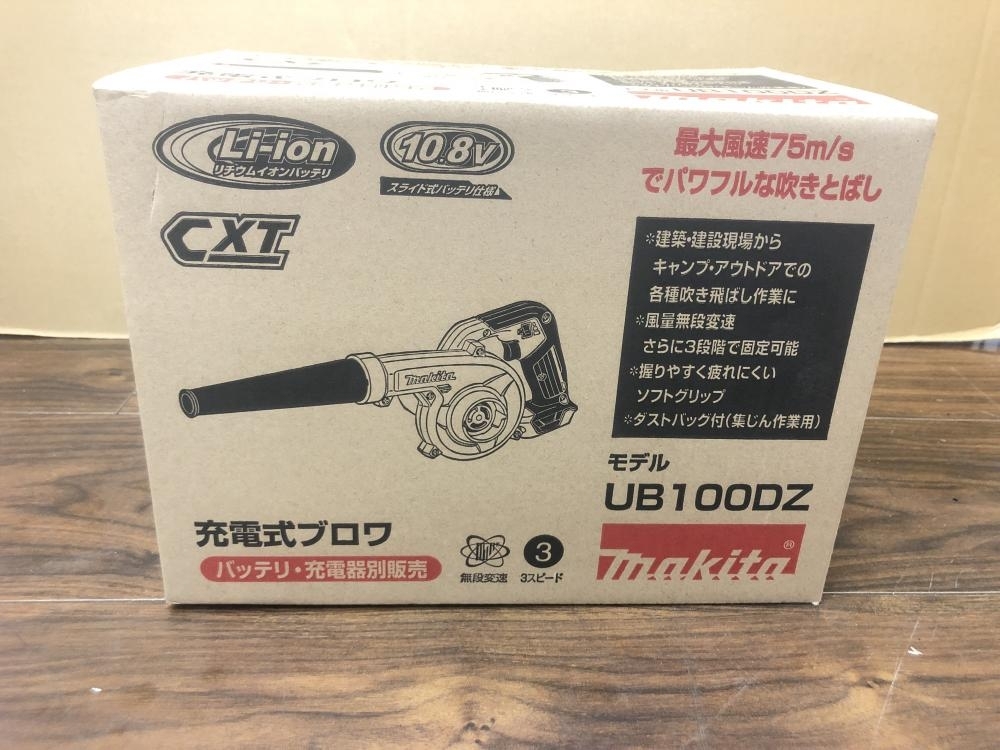 Li-ion
リチウムイオンバッテリ
10.8V
スライド式バッテリ仕様
CXT
最大風速75m/s
でパワフルな吹きとばし
※建築・建設現場から
キャンプ・アウトドアでの
各種吹き飛ばし作業に
※風量無段変速
さらに3段階で固定可能
※握りやすく疲れにくい
ソフトグリップ
※ダストバッグ付(集じん作業用)
makita
モデル
UB100DZ
充電式ブロワ
バッテリ・充電器別販売
無段変速
3
3スピード
makita®